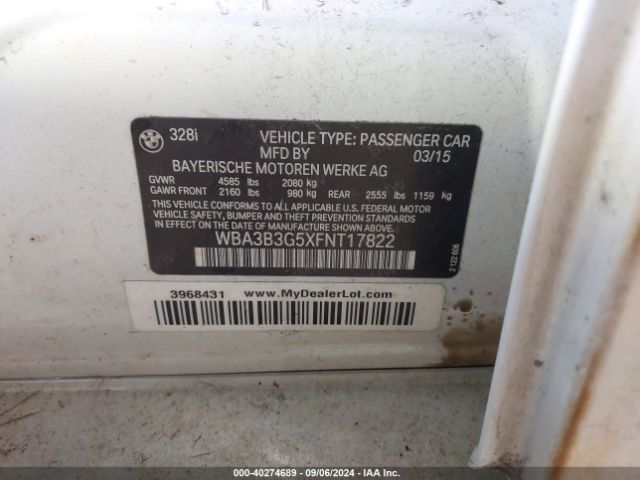 328i VEHICLE TYPE: PASSENGER CAR
MFD BY 03/15
BAYERISCHE MOTOREN WERKE AG
GVWR 4585 lbs 2080 kg
GAWR FRONT 2160 lbs 980 kg REAR 2555 lbs 1159 kg
THIS VEHICLE CONFORMS TO ALL APPLICABLE U.S. FEDERAL MOTOR
VEHICLE SAFETY, BUMPER AND THEFT PREVENTION STANDARDS
IN EFFECT ON THE DATE OF MANUFACTURE SHOWN ABOVE.
WBA3B3G5XFNT17822
2 122 606
3968431 www.MyDealerLot.com
000-40274689 - 09/06/2024 - IAA Inc.